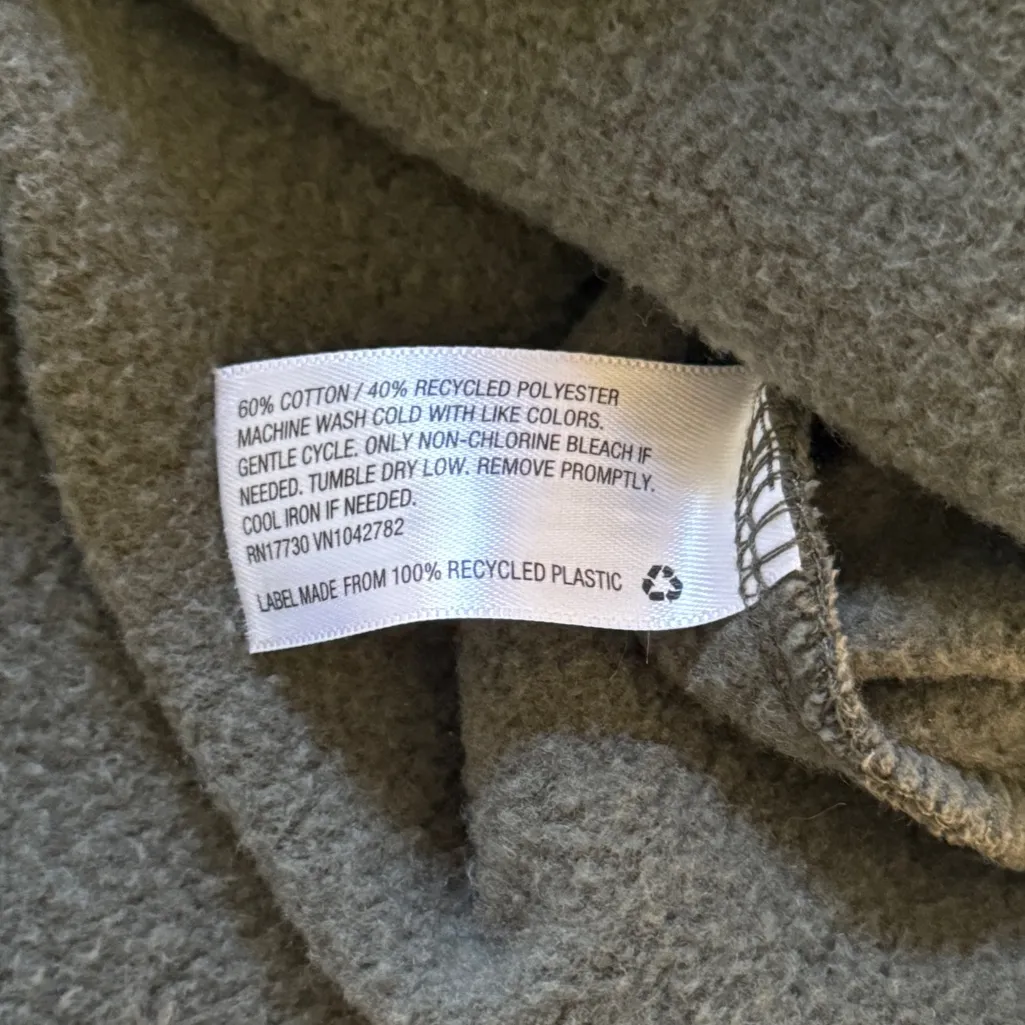 60% COTTON / 40% RECYCLED POLYESTER
MACHINE WASH COLD WITH LIKE COLORS.
GENTLE CYCLE. ONLY NON-CHLORINE BLEACH IF
NEEDED. TUMBLE DRY LOW. REMOVE PROMPTLY.
COOL IRON IF NEEDED.
RN17730 VN1042782
LABEL MADE FROM 100% RECYCLED PLASTIC